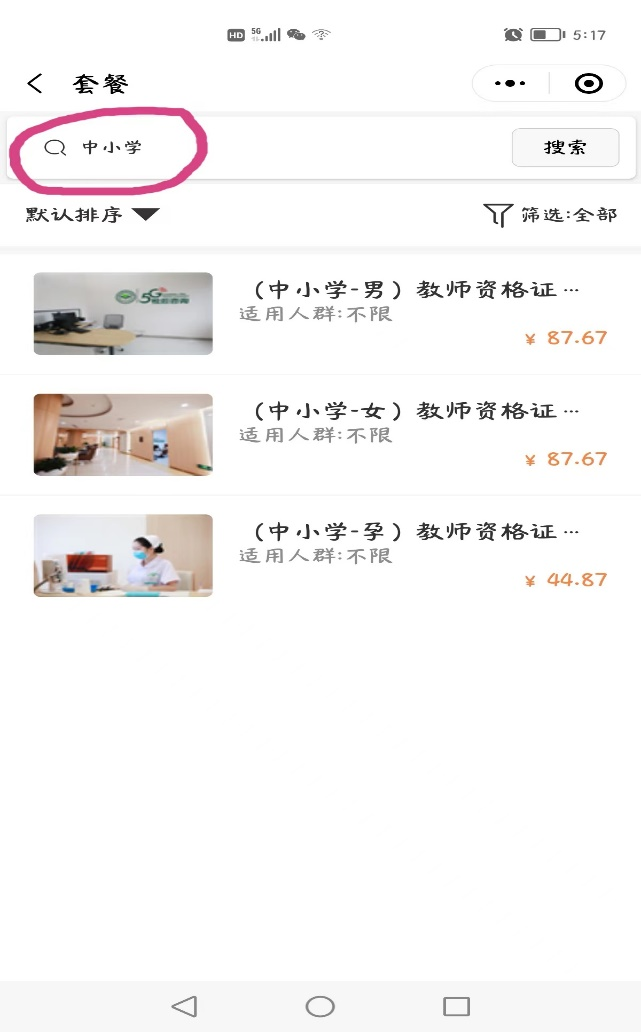 HD 5G 5:17
套餐
中小学 搜索
默认排序 筛选:全部
(中小学-男)教师资格证…
适用人群:不限
¥ 87.67
(中小学-女)教师资格证…
适用人群:不限
¥ 87.67
(中小学-孕)教师资格证…
适用人群:不限
¥ 44.87